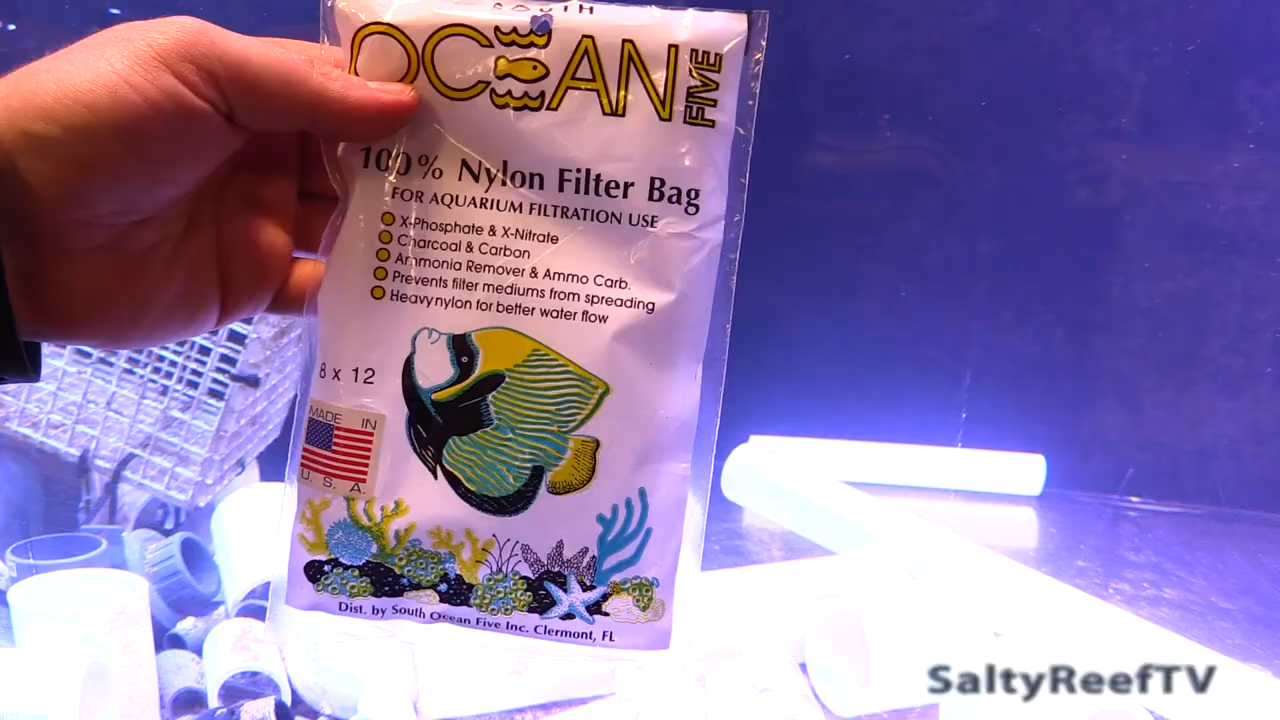 SOUTH
OCEAN
FIVE
100% Nylon Filter Bag
FOR AQUARIUM FILTRATION USE
X-Phosphate & X-Nitrate
Charcoal & Carban
Ammonia Remover & Ammo Carb.
Prevents filter mediums from spreading
Heavy nylon for better water flow
8 x 12
MADE IN
U. S. A.
Dist. by South Ocean Five Inc. Clermont, FL
SaltyReefTV